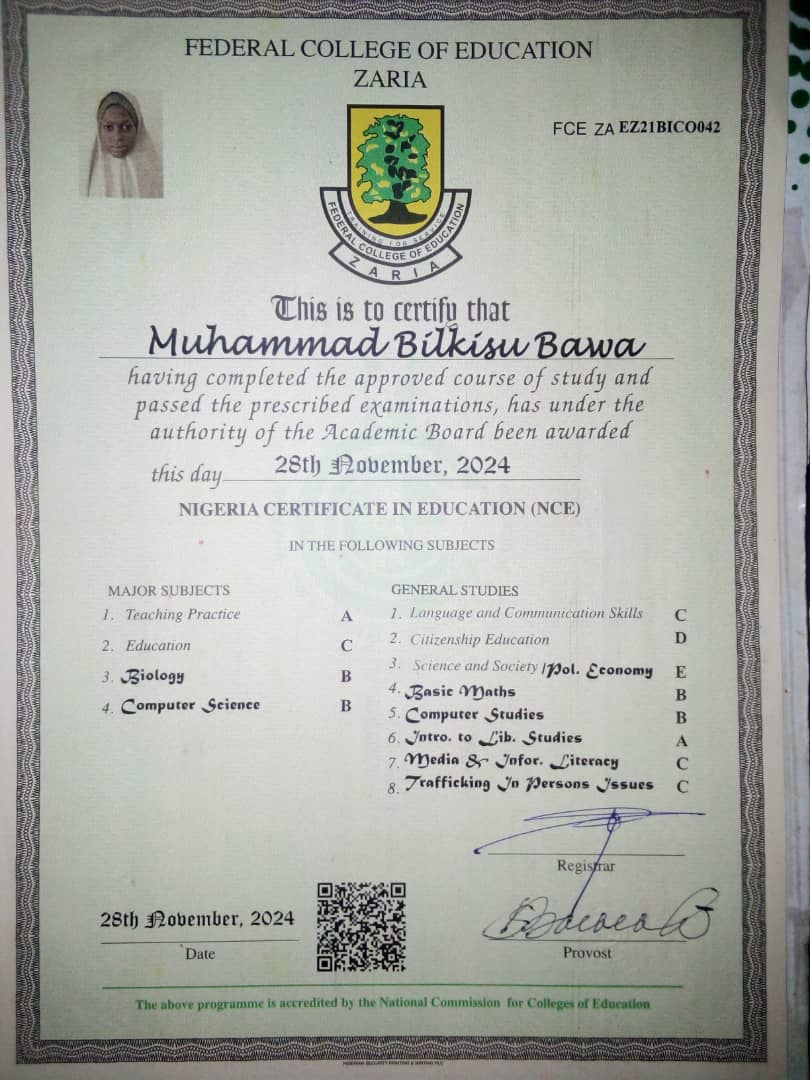 FEDERAL COLLEGE OF EDUCATION
ZARIA
FCE ZA EZ21BICO042
TRAINING FOR SERVICE
FEDERAL COLLEGE OF EDUCATION
ZARIA
This is to certify that
Muhammad Bilkisu Bawa
having completed the approved course of study and
passed the prescribed examinations, has under the
authority of the Academic Board been awarded
this day 28th November, 2024
NIGERIA CERTIFICATE IN EDUCATION (NCE)
IN THE FOLLOWING SUBJECTS
MAJOR SUBJECTS
1. Teaching Practice A
2. Education C
3. Biology B
4. Computer Science B
GENERAL STUDIES
1. Language and Communication Skills C
2. Citizenship Education D
3. Science and Society /Pol. Economy E
4. Basic Maths B
5. Computer Studies B
6. Intro. to Lib. Studies A
7. Media & Infor. Literacy C
8. Trafficking In Persons Issues C
Registrar
28th November, 2024
Date
Provost
The above programme is accredited by the National Commission for Colleges of Education